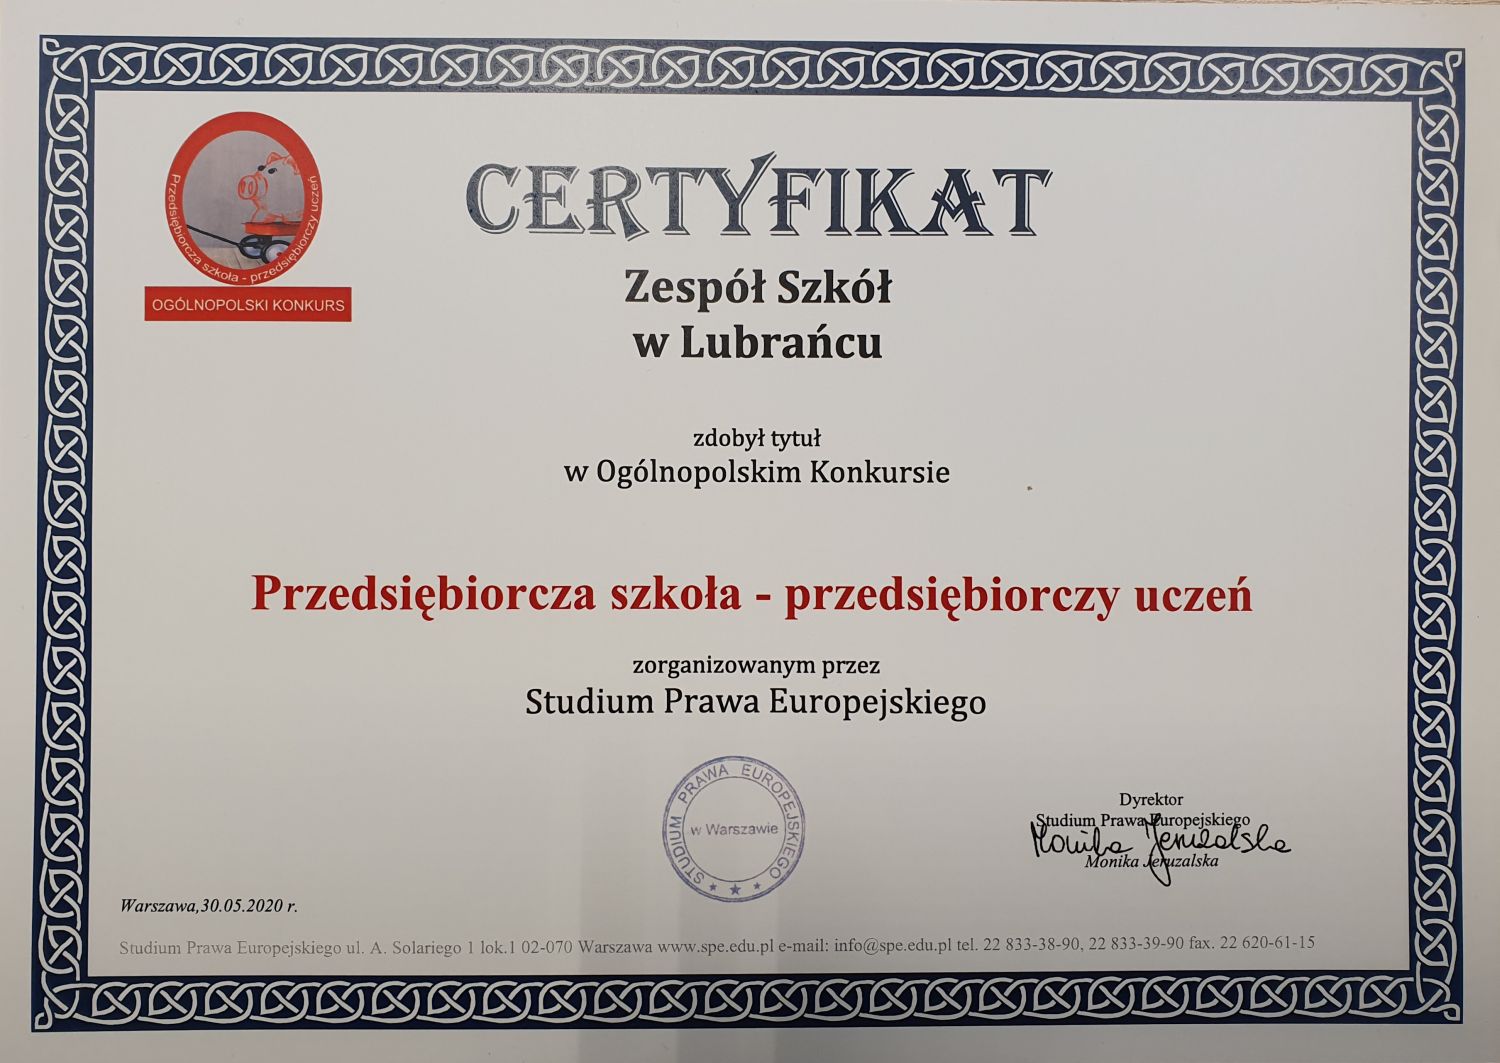 Przedsiębiorcza szkoła - przedsiębiorczy uczeń
OGÓLNOPOLSKI KONKURS
CERTYFIKAT
Zespół Szkół
w Lubrańcu
zdobył tytuł
w Ogólnopolskim Konkursie
Przedsiębiorcza szkoła - przedsiębiorczy uczeń
zorganizowanym przez
Studium Prawa Europejskiego
STUDIUM PRAWA EUROPEJSKIEGO
w Warszawie
Dyrektor
Studium Prawa Europejskiego
Monika Jeruzalska
Monika Jeruzalska
Warszawa,30.05.2020 r.
Studium Prawa Europejskiego ul. A. Solariego 1 lok.1 02-070 Warszawa www.spe.edu.pl e-mail: info@spe.edu.pl tel. 22 833-38-90, 22 833-39-90 fax. 22 620-61-15